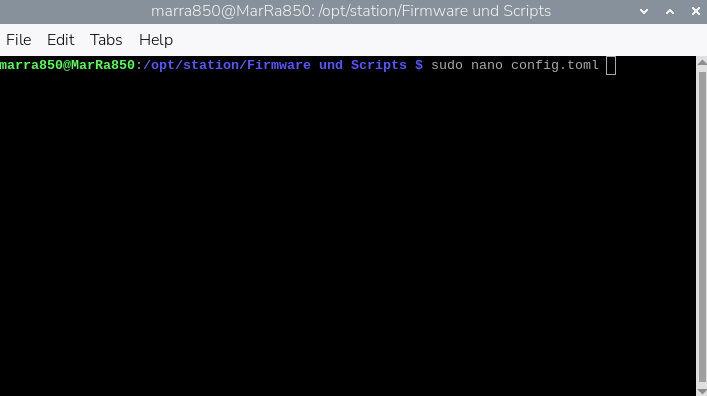 marra850@MarRa850: /opt/station/Firmware und Scripts
File Edit Tabs Help
marra850@MarRa850:/opt/station/Firmware und Scripts $ sudo nano config.toml